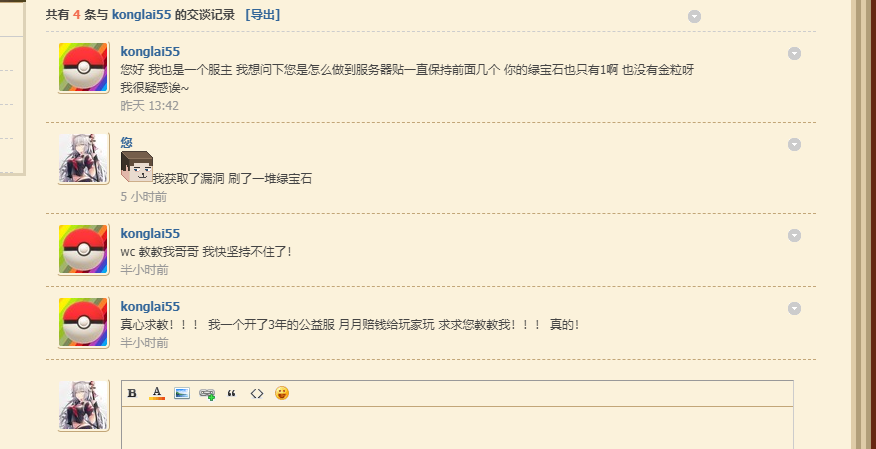 共有 4 条与 konglai55 的交谈记录 [导出]
konglai55
您好 我也是一个服主 我想问下您是怎么做到服务器贴一直保持前面几个 你的绿宝石也只有1啊 也没有金粒呀
我很疑惑诶~
昨天 13:42
您
我获取了漏洞 刷了一堆绿宝石
5 小时前
konglai55
wc 教教我哥哥 我快坚持不住了!
半小时前
konglai55
真心求教！！！ 我一个开了3年的公益服 月月赔钱给玩家玩 求求您教教我！！！ 真的！
半小时前
B A “ <>